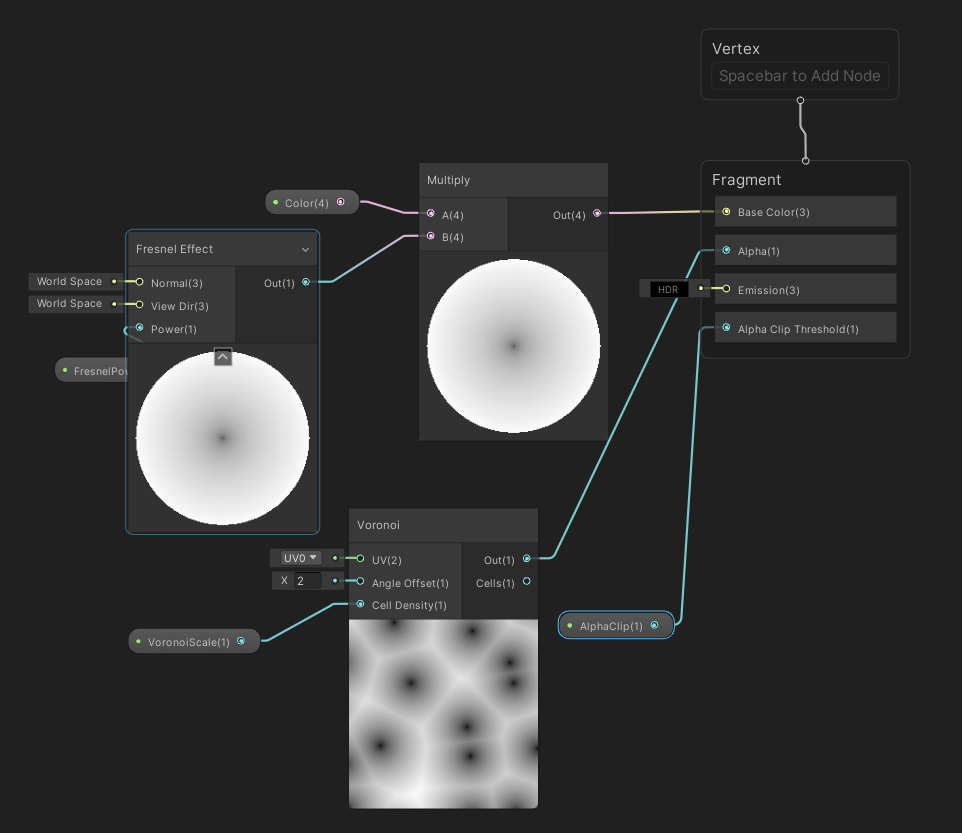 Vertex
Spacebar to Add Node
Fragment
Base Color(3)
Alpha(1)
HDR
Emission(3)
Alpha Clip Threshold(1)
Multiply
A(4)
B(4)
Out(4)
Color(4)
Fresnel Effect
World Space
Normal(3)
Out(1)
World Space
View Dir(3)
Power(1)
FresnelPow
Voronoi
UV0
UV(2)
Out(1)
X 2
Angle Offset(1)
Cells(1)
Cell Density(1)
VoronoiScale(1)
AlphaClip(1)